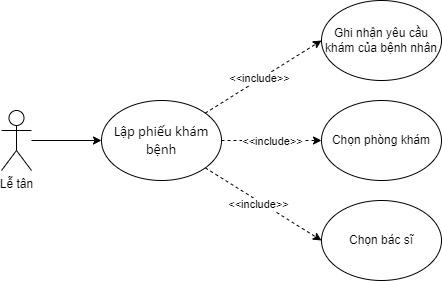 Ghi nhận yêu cầu
khám của bệnh nhân
<<include>>
Lập phiếu khám
bệnh
<<include>>
Chọn phòng khám
Lễ tân
<<include>>
Chọn bác sĩ